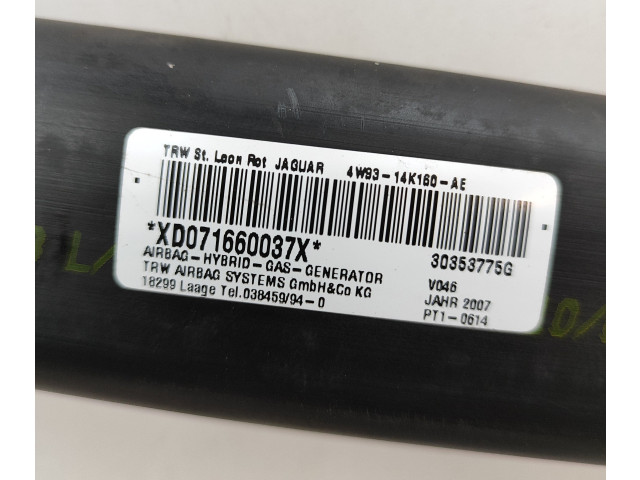 TRW St. Leon Rot JAGUAR 4W93-14K160-AE
*XD071660037X* 30353775G
AIRBAG-HYBRID-GAS-GENERATOR V046
TRW AIRBAG SYSTEMS GmbH&Co KG JAHR 2007
18299 Laage Tel.038459/94-0 PT1-0614